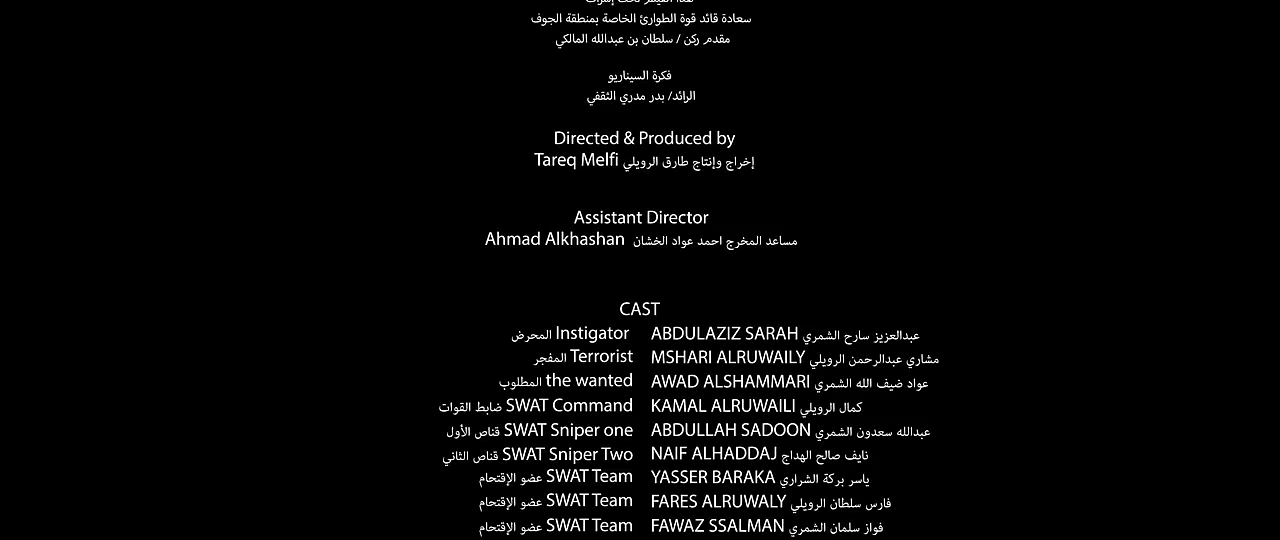 هذا الفيلم تحت إشراف
سعادة قائد قوة الطوارئ الخاصة بمنطقة الجوف
مقدم ركن / سلطان بن عبدالله المالكي
فكرة السيناريو
الرائد/ بدر مدري الثقفي
Directed & Produced by
Tareq Melfi إخراج وإنتاج طارق الرويلي
Assistant Director
Ahmad Alkhashan مساعد المخرج احمد عواد الخشان
CAST
المحرض Instigator ABDULAZIZ SARAH عبدالعزيز سارح الشمري
المفجر Terrorist MSHARI ALRUWAILY مشاري عبدالرحمن الرويلي
المطلوب the wanted AWAD ALSHAMMARI عواد ضيف الله الشمري
ضابط القوات SWAT Command KAMAL ALRUWAILI كمال الرويلي
قناص الأول SWAT Sniper one ABDULLAH SADOON عبدالله سعدون الشمري
قناص الثاني SWAT Sniper Two NAIF ALHADDAJ نايف صالح الهداج
عضو الإقتحام SWAT Team YASSER BARAKA ياسر بركة الشراري
عضو الإقتحام SWAT Team FARES ALRUWALY فارس سلطان الرويلي
عضو الإقتحام SWAT Team FAWAZ SSALMAN فواز سلمان الشمري